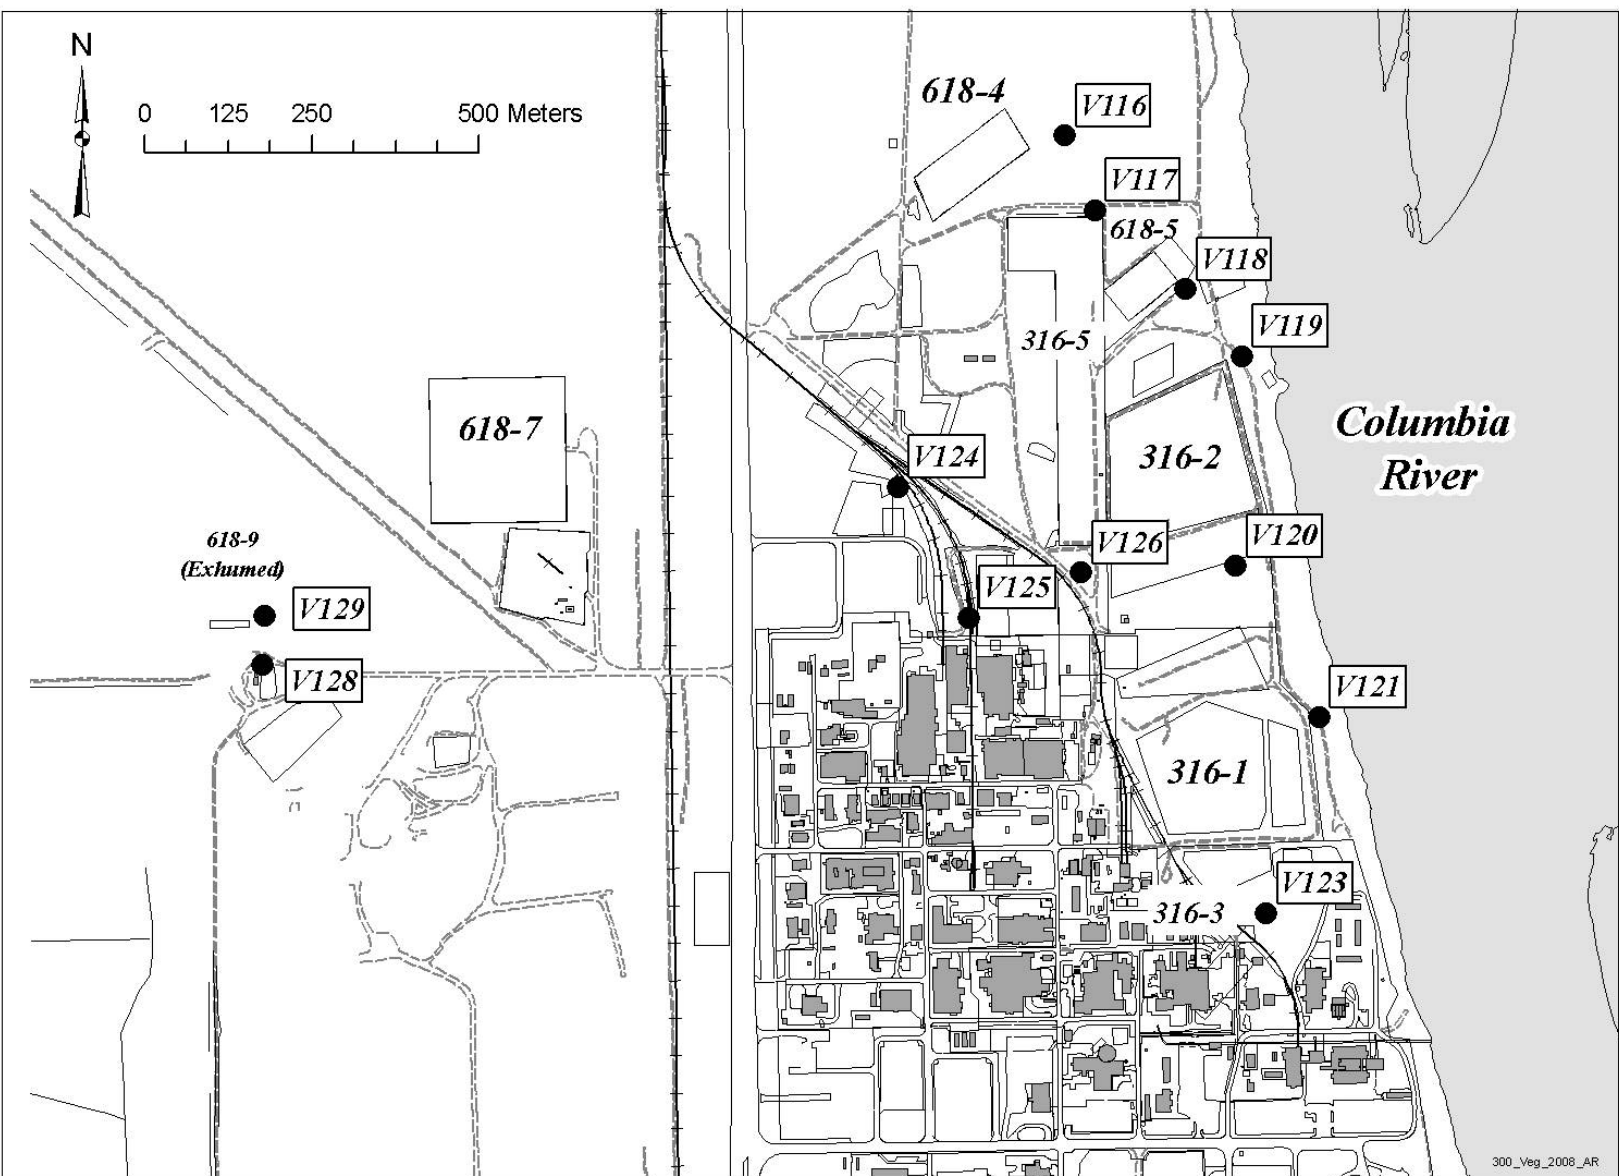 N
0 125 250 500 Meters
618-4
V116
V117
618-5
V118
V119
316-5
Columbia
River
618-7
316-2
V124
V120
V126
618-9
(Exhumed)
V125
V129
V128
V121
316-1
V123
316-3
300_Veg_2008_AR